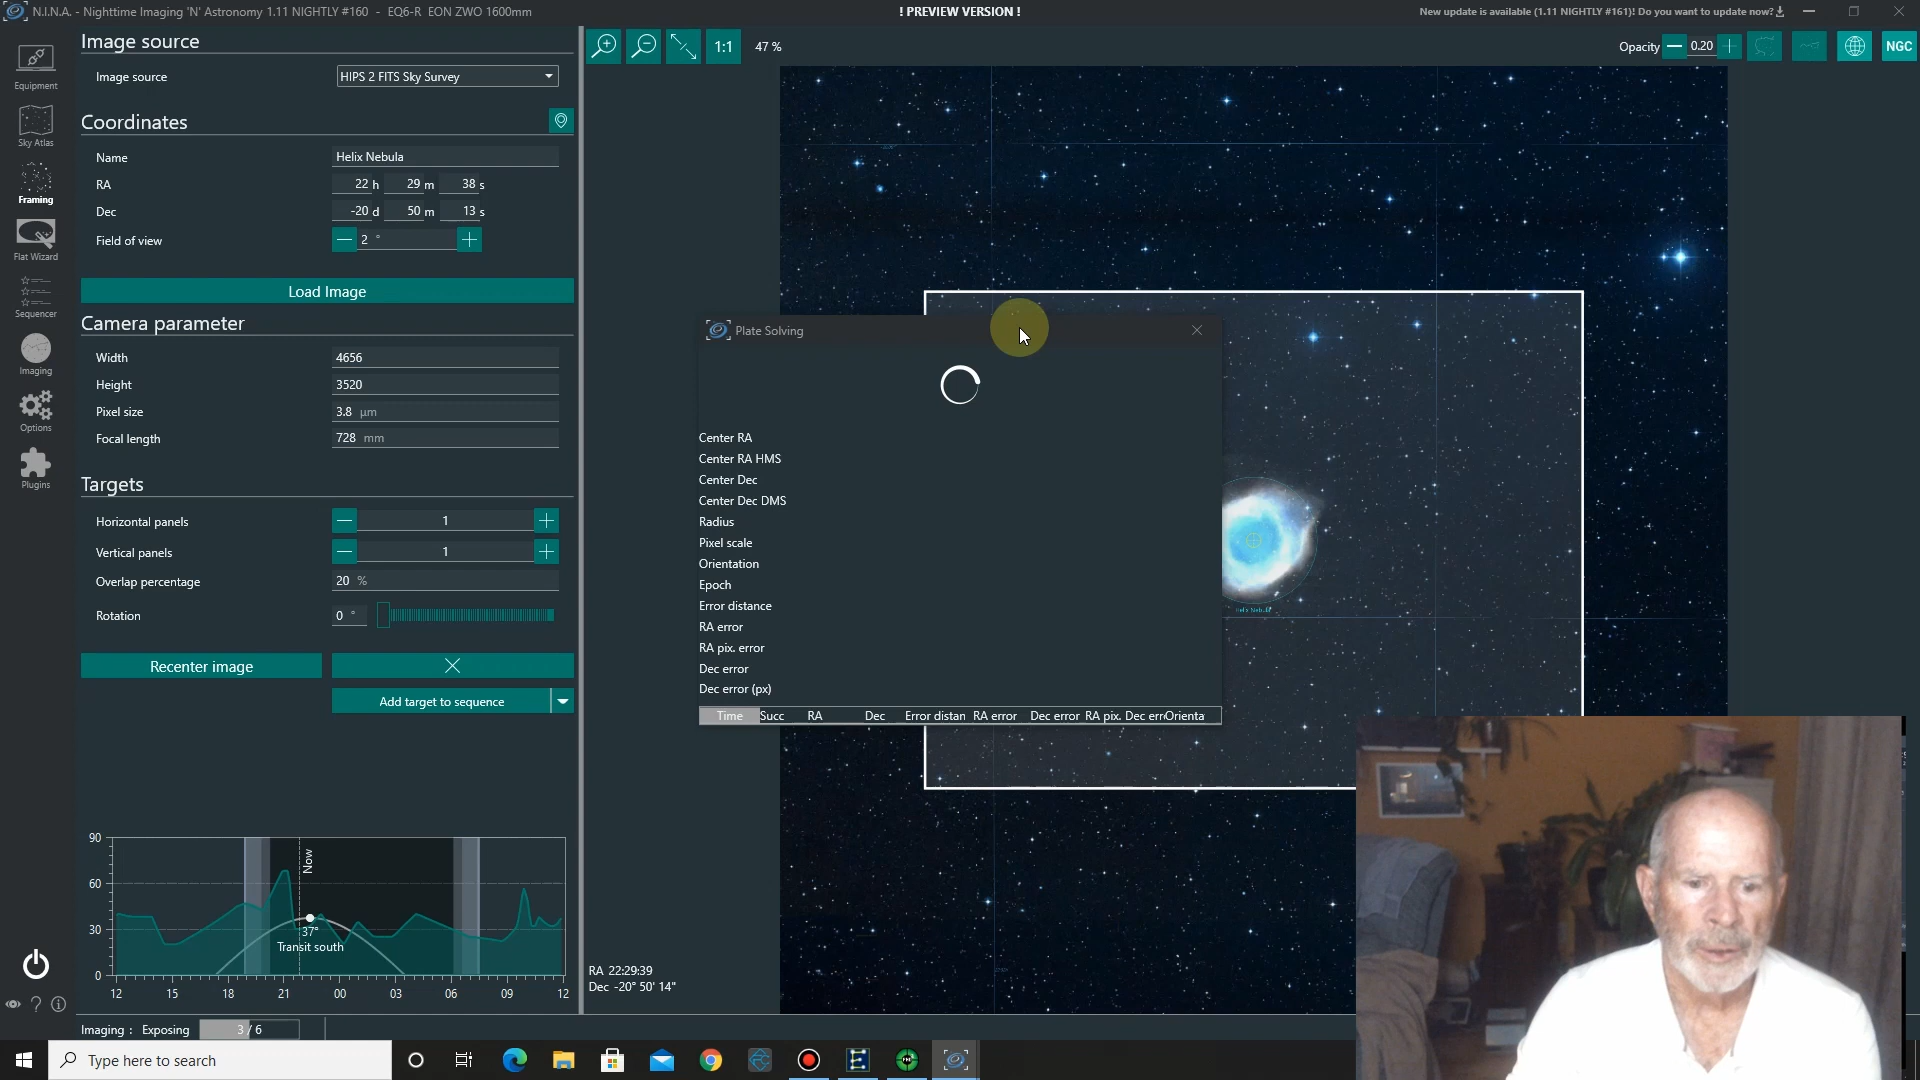 N.I.N.A. - Nighttime Imaging 'N' Astronomy 1.11 NIGHTLY #160 - EQ6-R EON ZWO 1600mm
! PREVIEW VERSION !
New update is available (1.11 NIGHTLY #161)! Do you want to update now?
Equipment
Sky Atlas
Framing
Flat Wizard
Sequencer
Imaging
Options
Plugins
Image source
Image source HIPS 2 FITS Sky Survey
Coordinates
Name Helix Nebula
RA 22 h 29 m 38 s
Dec -20 d 50 m 13 s
Field of view 2 °
Load Image
Camera parameter
Width 4656
Height 3520
Pixel size 3.8 µm
Focal length 728 mm
Targets
Horizontal panels 1
Vertical panels 1
Overlap percentage 20 %
Rotation 0 °
Recenter image
Add target to sequence
90
60
30
0
Now
37°
Transit south
12 15 18 21 00 03 06 09 12
Imaging : Exposing 3 / 6
1:1 47 %
Opacity 0.20
NGC
Plate Solving
Center RA
Center RA HMS
Center Dec
Center Dec DMS
Radius
Pixel scale
Orientation
Epoch
Error distance
RA error
RA pix. error
Dec error
Dec error (px)
Time Succ RA Dec Error distan RA error Dec error RA pix. Dec err Orienta
Helix Nebula
RA 22:29:39
Dec -20° 50' 14"
Type here to search